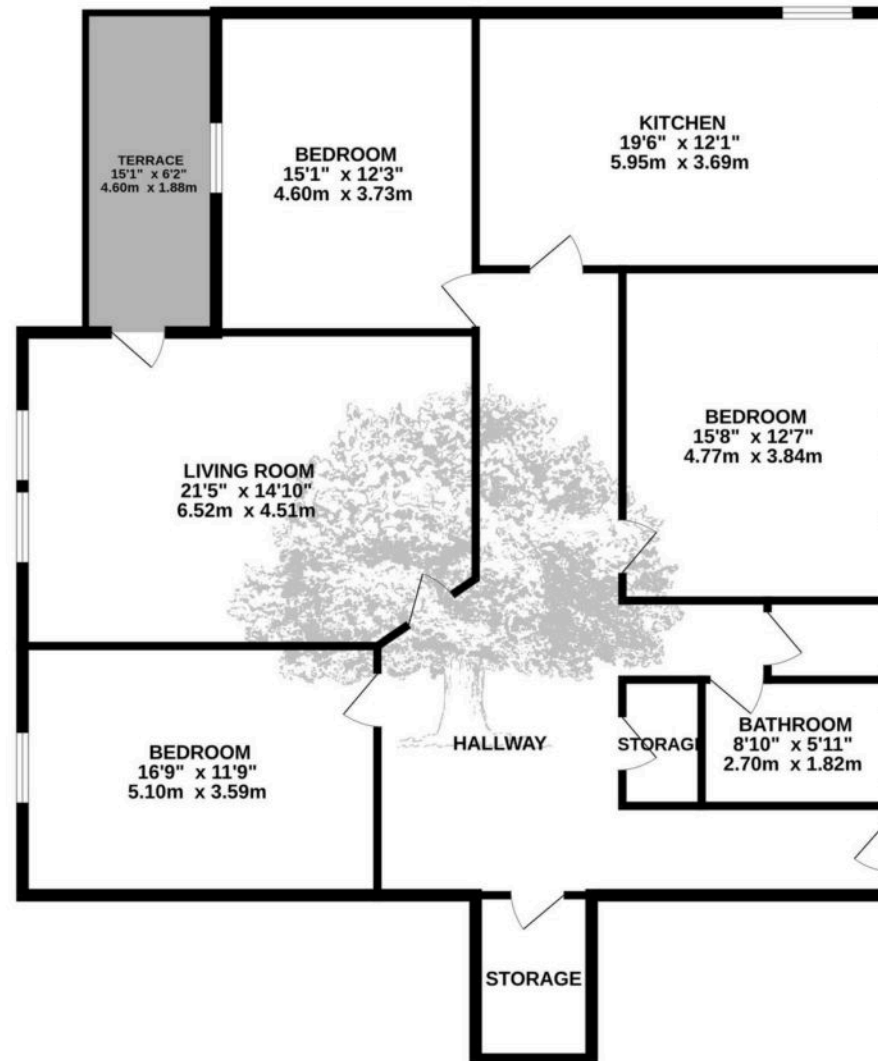 TERRACE
15'1" x 6'2"
4.60m x 1.88m
BEDROOM
15'1" x 12'3"
4.60m x 3.73m
KITCHEN
19'6" x 12'1"
5.95m x 3.69m
LIVING ROOM
21'5" x 14'10"
6.52m x 4.51m
BEDROOM
15'8" x 12'7"
4.77m x 3.84m
BEDROOM
16'9" x 11'9"
5.10m x 3.59m
HALLWAY
STORAGE
BATHROOM
8'10" x 5'11"
2.70m x 1.82m
STORAGE